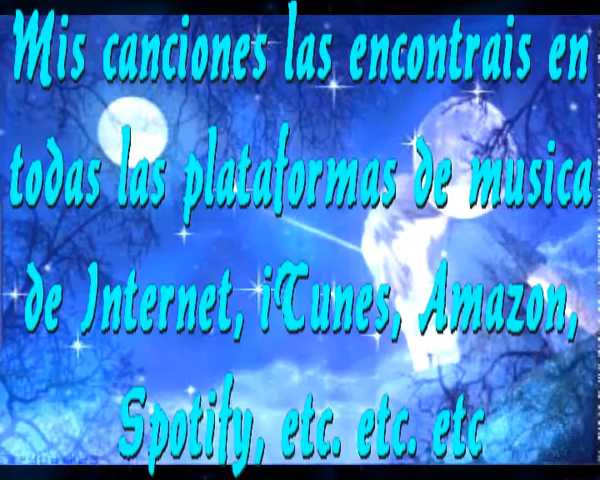 Mis canciones las encontrais en
todas las plataformas de musica
de Internet, iTunes, Amazon,
Spotify, etc. etc. etc